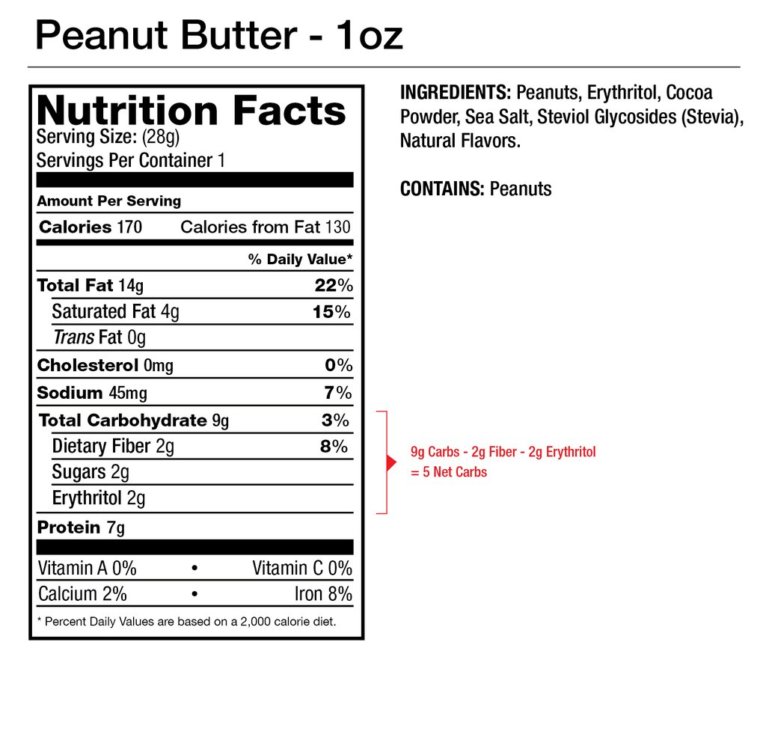 Peanut Butter - 1oz
Nutrition Facts
Serving Size: (28g)
Servings Per Container 1
Amount Per Serving
Calories 170 Calories from Fat 130
% Daily Value*
Total Fat 14g 22%
Saturated Fat 4g 15%
Trans Fat 0g
Cholesterol 0mg 0%
Sodium 45mg 7%
Total Carbohydrate 9g 3%
Dietary Fiber 2g 8%
Sugars 2g
Erythritol 2g
Protein 7g
Vitamin A 0% • Vitamin C 0%
Calcium 2% • Iron 8%
* Percent Daily Values are based on a 2,000 calorie diet.
INGREDIENTS: Peanuts, Erythritol, Cocoa
Powder, Sea Salt, Steviol Glycosides (Stevia),
Natural Flavors.
CONTAINS: Peanuts
9g Carbs - 2g Fiber - 2g Erythritol
= 5 Net Carbs